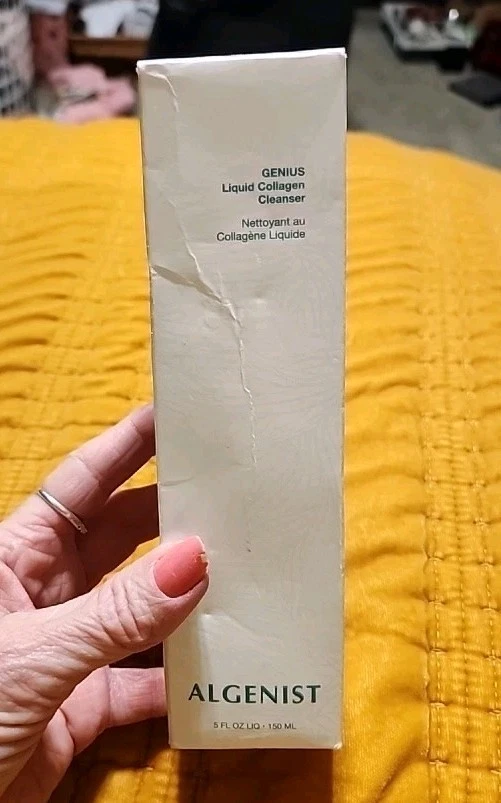 GENIUS
Liquid Collagen
Cleanser
Nettoyant au
Collagène Liquide
ALGENIST
5 FL OZ LIQ · 150 ML